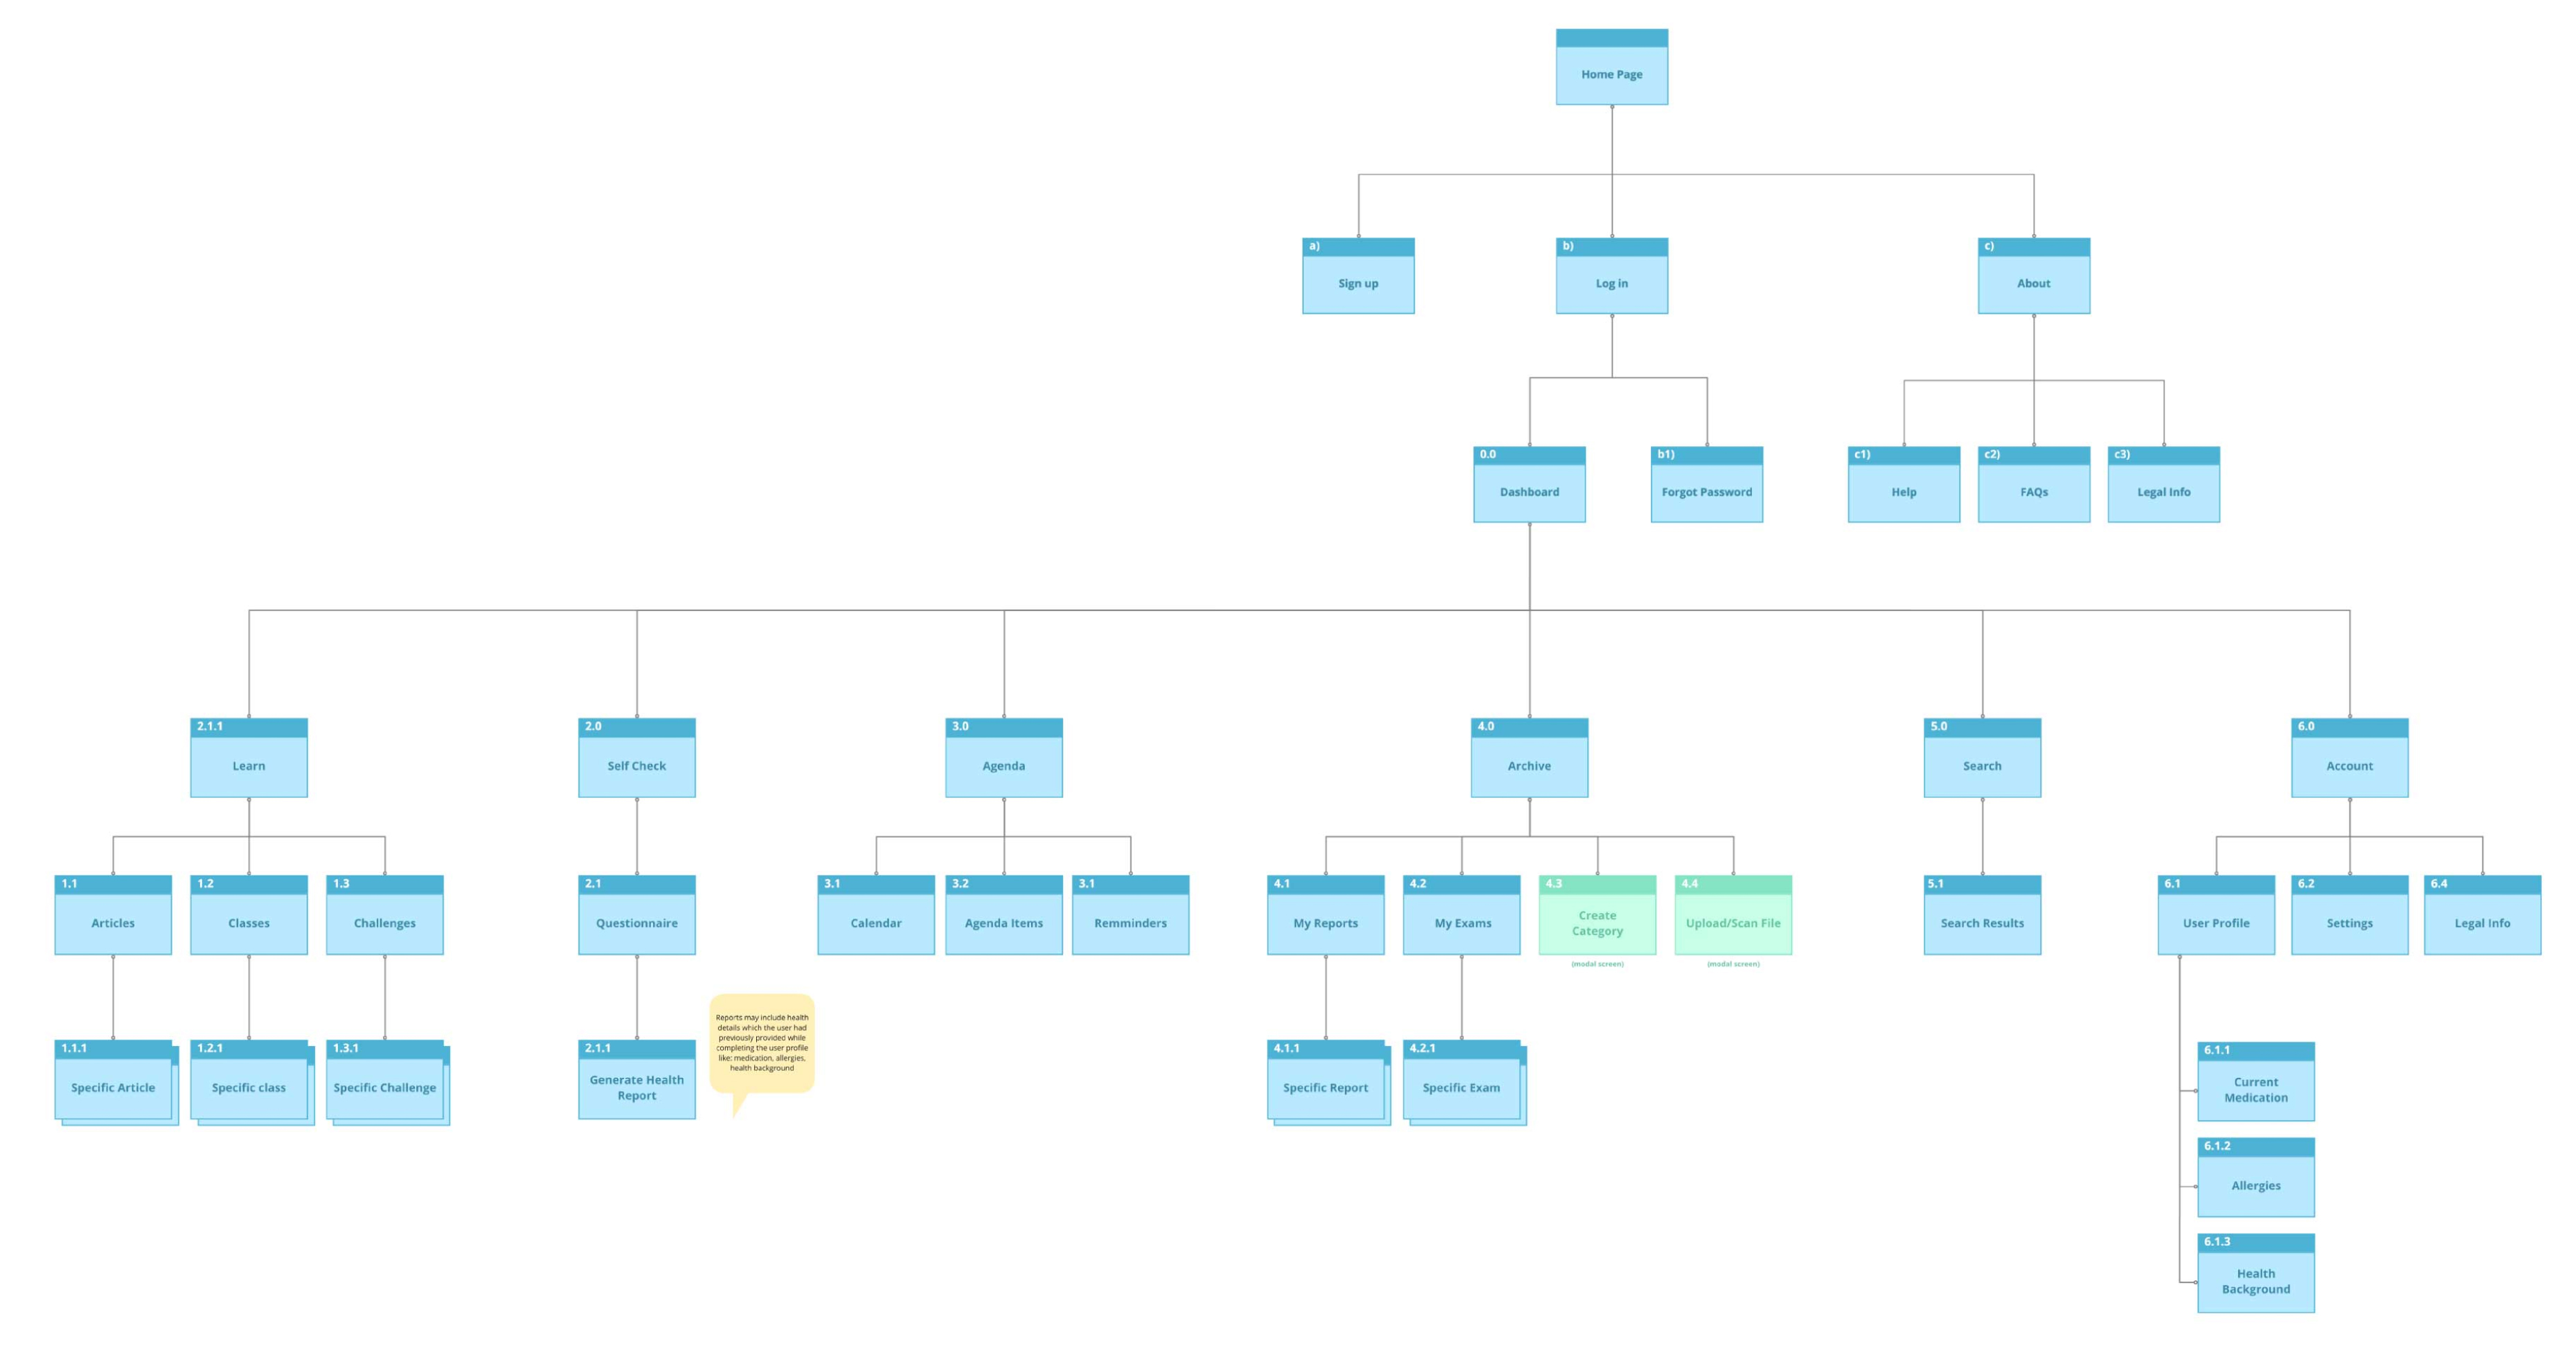 Home Page
a)
Sign up
b)
Log in
c)
About
0.0
Dashboard
b1)
Forgot Password
c1)
Help
c2)
FAQs
c3)
Legal Info
2.1.1
Learn
2.0
Self Check
3.0
Agenda
4.0
Archive
5.0
Search
6.0
Account
1.1
Articles
1.2
Classes
1.3
Challenges
2.1
Questionnaire
3.1
Calendar
3.2
Agenda Items
3.1
Remminders
4.1
My Reports
4.2
My Exams
4.3
Create
Category
(modal screen)
4.4
Upload/Scan File
(modal screen)
5.1
Search Results
6.1
User Profile
6.2
Settings
6.4
Legal Info
1.1.1
Specific Article
1.2.1
Specific class
1.3.1
Specific Challenge
2.1.1
Generate Health
Report
Reports may include health
details which the user had
previously provided while
completing the user profile
like: medication, allergies,
health background
4.1.1
Specific Report
4.2.1
Specific Exam
6.1.1
Current
Medication
6.1.2
Allergies
6.1.3
Health
Background